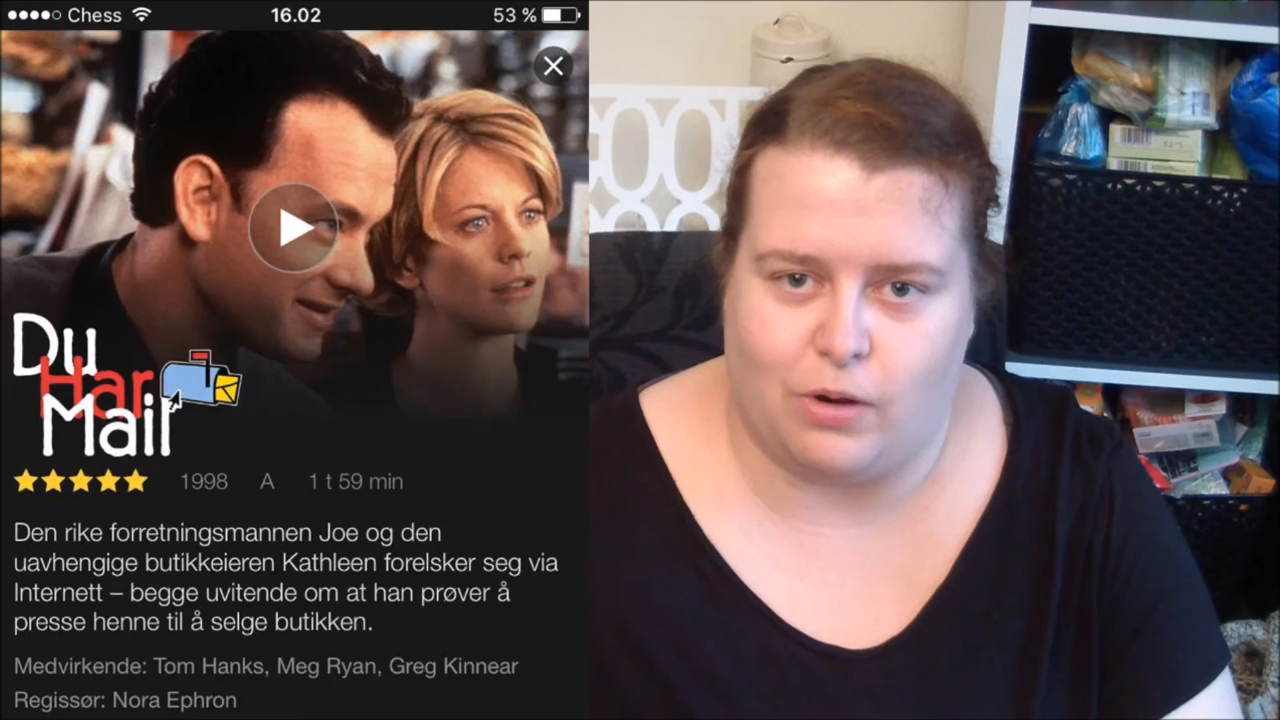 Chess 16.02 53 %
Du
Har
Mail
1998 A 1 t 59 min
Den rike forretningsmannen Joe og den
uavhengige butikkeieren Kathleen forelsker seg via
Internett – begge uvitende om at han prøver å
presse henne til å selge butikken.
Medvirkende: Tom Hanks, Meg Ryan, Greg Kinnear
Regissør: Nora Ephron